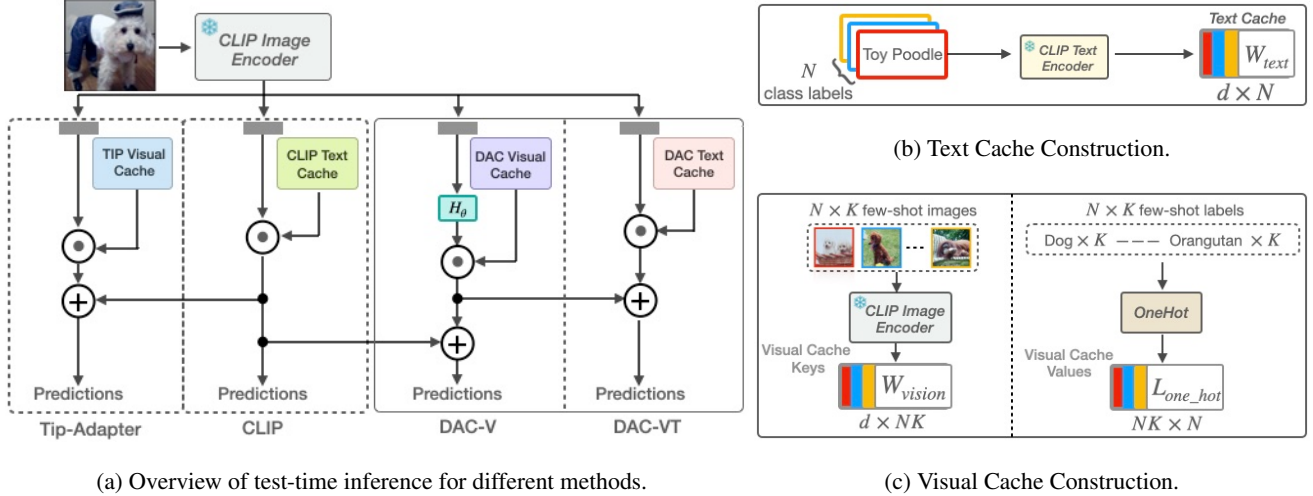 CLIP Image
Encoder
TIP Visual
Cache
CLIP Text
Cache
DAC Visual
Cache
DAC Text
Cache
H_θ
Predictions
Predictions
Predictions
Predictions
Tip-Adapter
CLIP
DAC-V
DAC-VT
(a) Overview of test-time inference for different methods.
Toy Poodle
N
class labels
CLIP Text
Encoder
Text Cache
W_text
d × N
(b) Text Cache Construction.
N × K few-shot images
CLIP Image
Encoder
Visual Cache
Keys
W_vision
d × NK
N × K few-shot labels
Dog × K --- Orangutan × K
OneHot
Visual Cache
Values
L_one_hot
NK × N
(c) Visual Cache Construction.